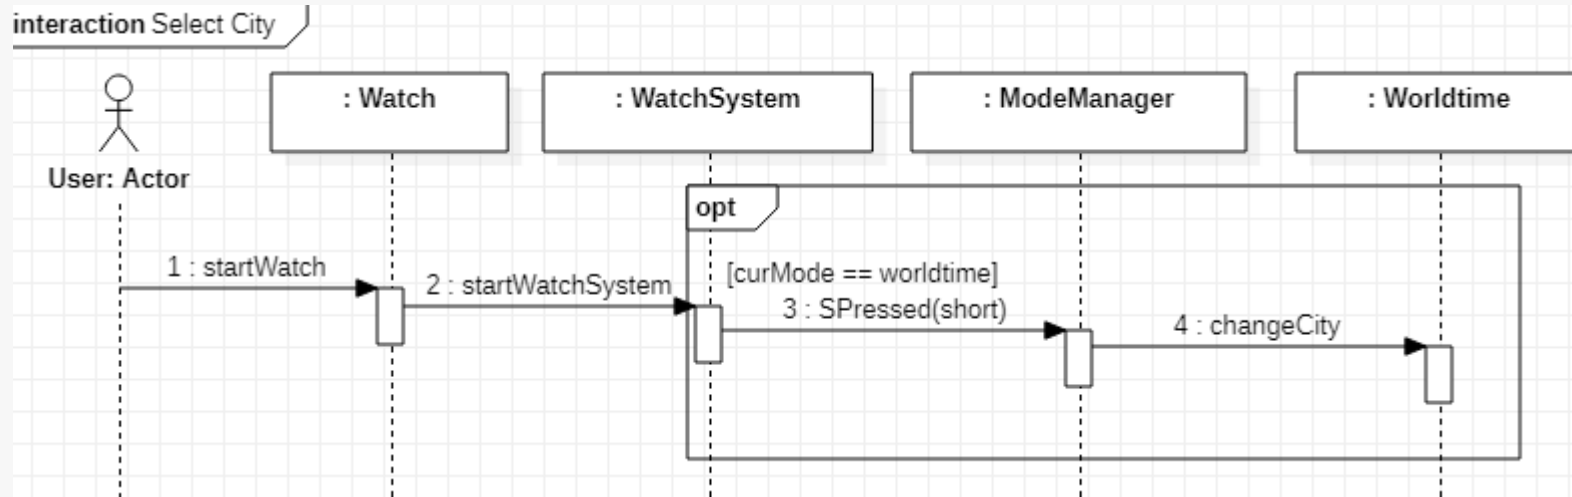 interaction Select City
: Watch
: WatchSystem
: ModeManager
: Worldtime
User: Actor
opt
1 : startWatch
2 : startWatchSystem
[curMode == worldtime]
3 : SPressed(short)
4 : changeCity